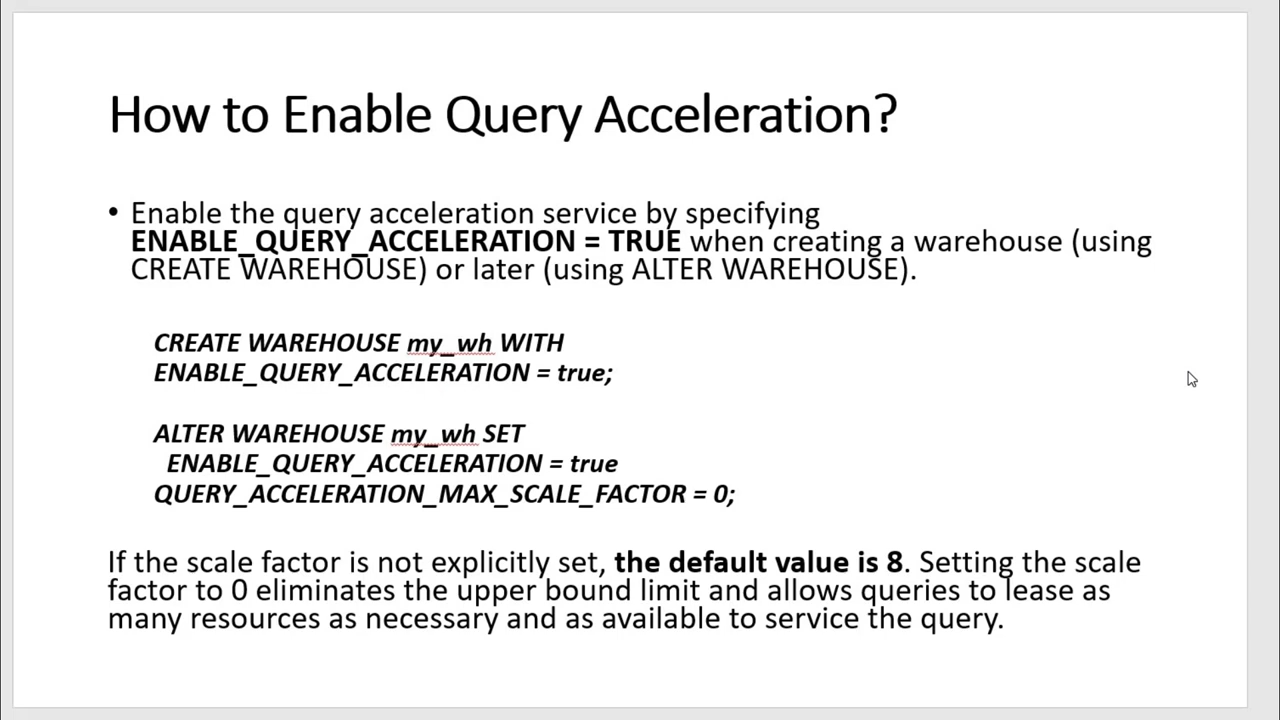 How to Enable Query Acceleration?
• Enable the query acceleration service by specifying
ENABLE_QUERY_ACCELERATION = TRUE when creating a warehouse (using
CREATE WAREHOUSE) or later (using ALTER WAREHOUSE).
CREATE WAREHOUSE my_wh WITH
ENABLE_QUERY_ACCELERATION = true;
ALTER WAREHOUSE my_wh SET
ENABLE_QUERY_ACCELERATION = true
QUERY_ACCELERATION_MAX_SCALE_FACTOR = 0;
If the scale factor is not explicitly set, the default value is 8. Setting the scale
factor to 0 eliminates the upper bound limit and allows queries to lease as
many resources as necessary and as available to service the query.